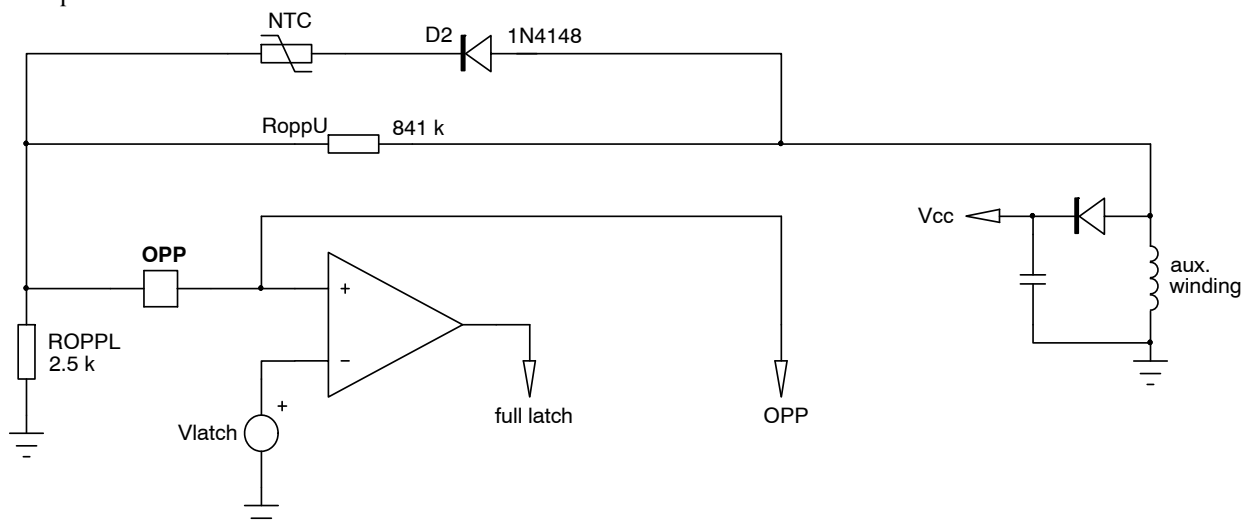 NTC
D2 1N4148
RoppU 841 k
Vcc
OPP
aux.
winding
+
ROPPL
2.5 k
−
+
full latch
OPP
Vlatch